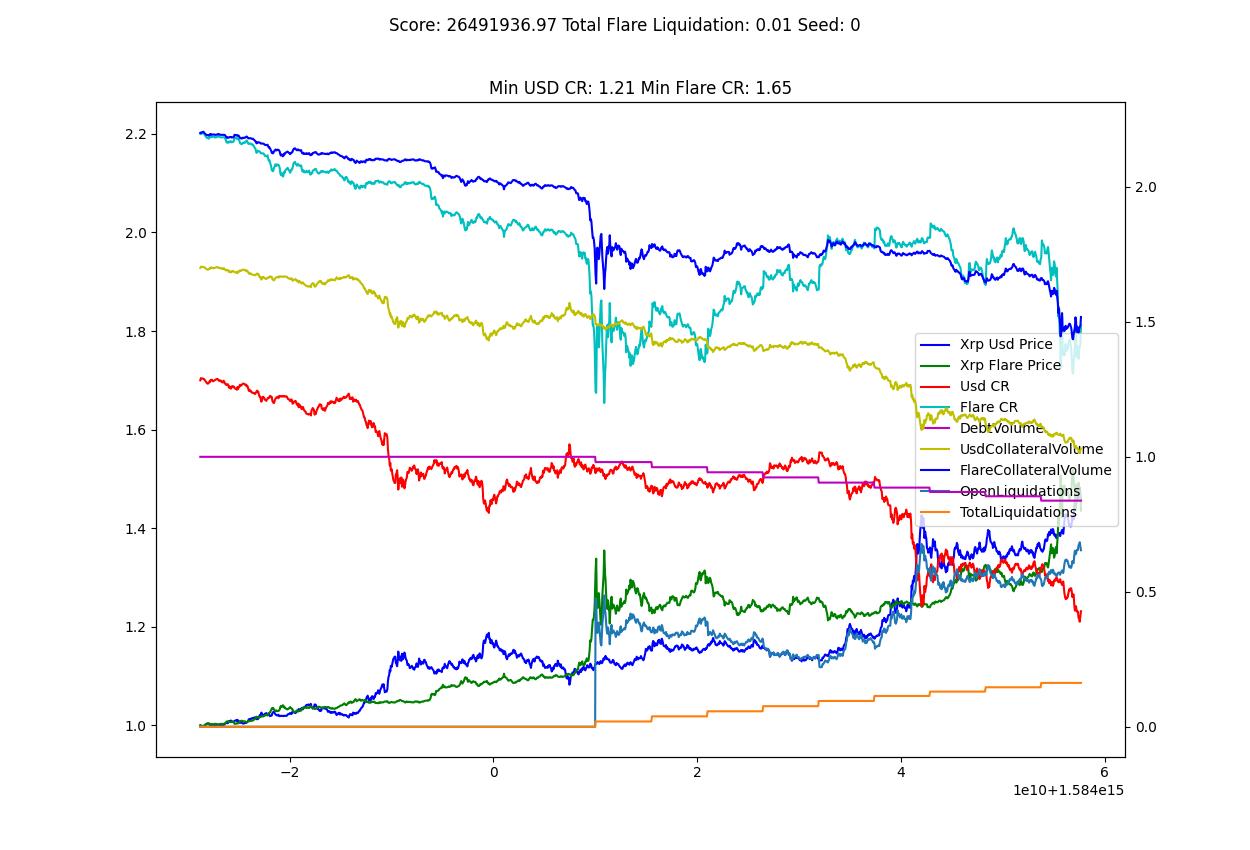 Score: 26491936.97 Total Flare Liquidation: 0.01 Seed: 0
Min USD CR: 1.21 Min Flare CR: 1.65
2.2
2.0
1.8
1.6
1.4
1.2
1.0
2.0
1.5
1.0
0.5
0.0
Xrp Usd Price
Xrp Flare Price
Usd CR
Flare CR
DebtVolume
UsdCollateralVolume
FlareCollateralVolume
OpenLiquidations
TotalLiquidations
−2 0 2 4 6
1e10+1.584e15